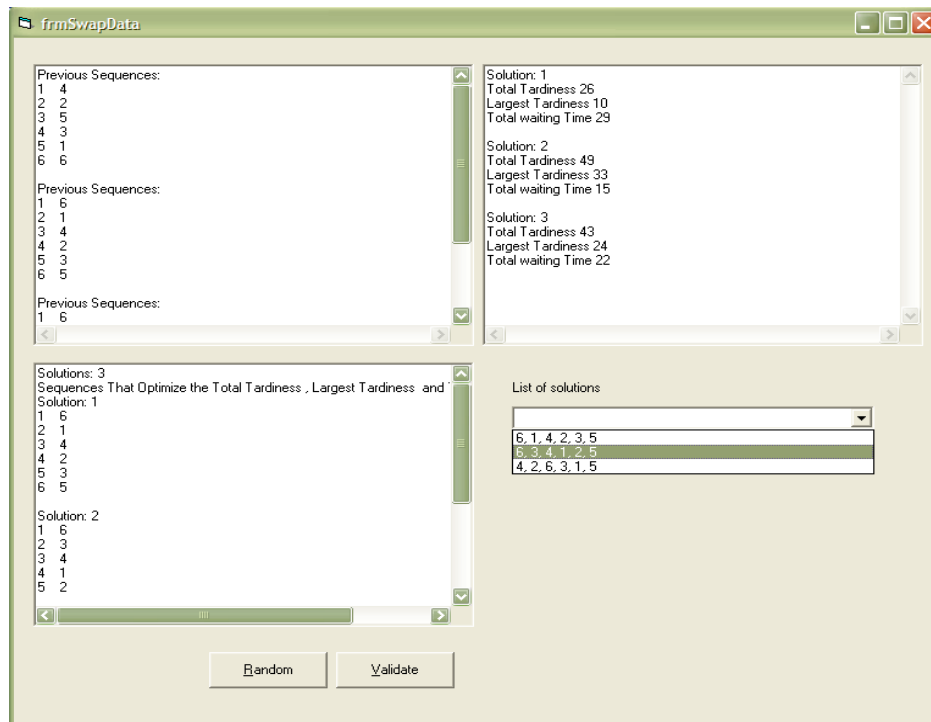 frmSwapData
Previous Sequences:
1 4
2 2
3 5
4 3
5 1
6 6
Previous Sequences:
1 6
2 1
3 4
4 2
5 3
6 5
Previous Sequences:
1 6
Solution: 1
Total Tardiness 26
Largest Tardiness 10
Total waiting Time 29
Solution: 2
Total Tardiness 49
Largest Tardiness 33
Total waiting Time 15
Solution: 3
Total Tardiness 43
Largest Tardiness 24
Total waiting Time 22
Solutions: 3
Sequences That Optimize the Total Tardiness , Largest Tardiness and
Solution: 1
1 6
2 1
3 4
4 2
5 3
6 5
Solution: 2
1 6
2 3
3 4
4 1
5 2
List of solutions
6, 1, 4, 2, 3, 5
6, 3, 4, 1, 2, 5
4, 2, 6, 3, 1, 5
Random
Validate